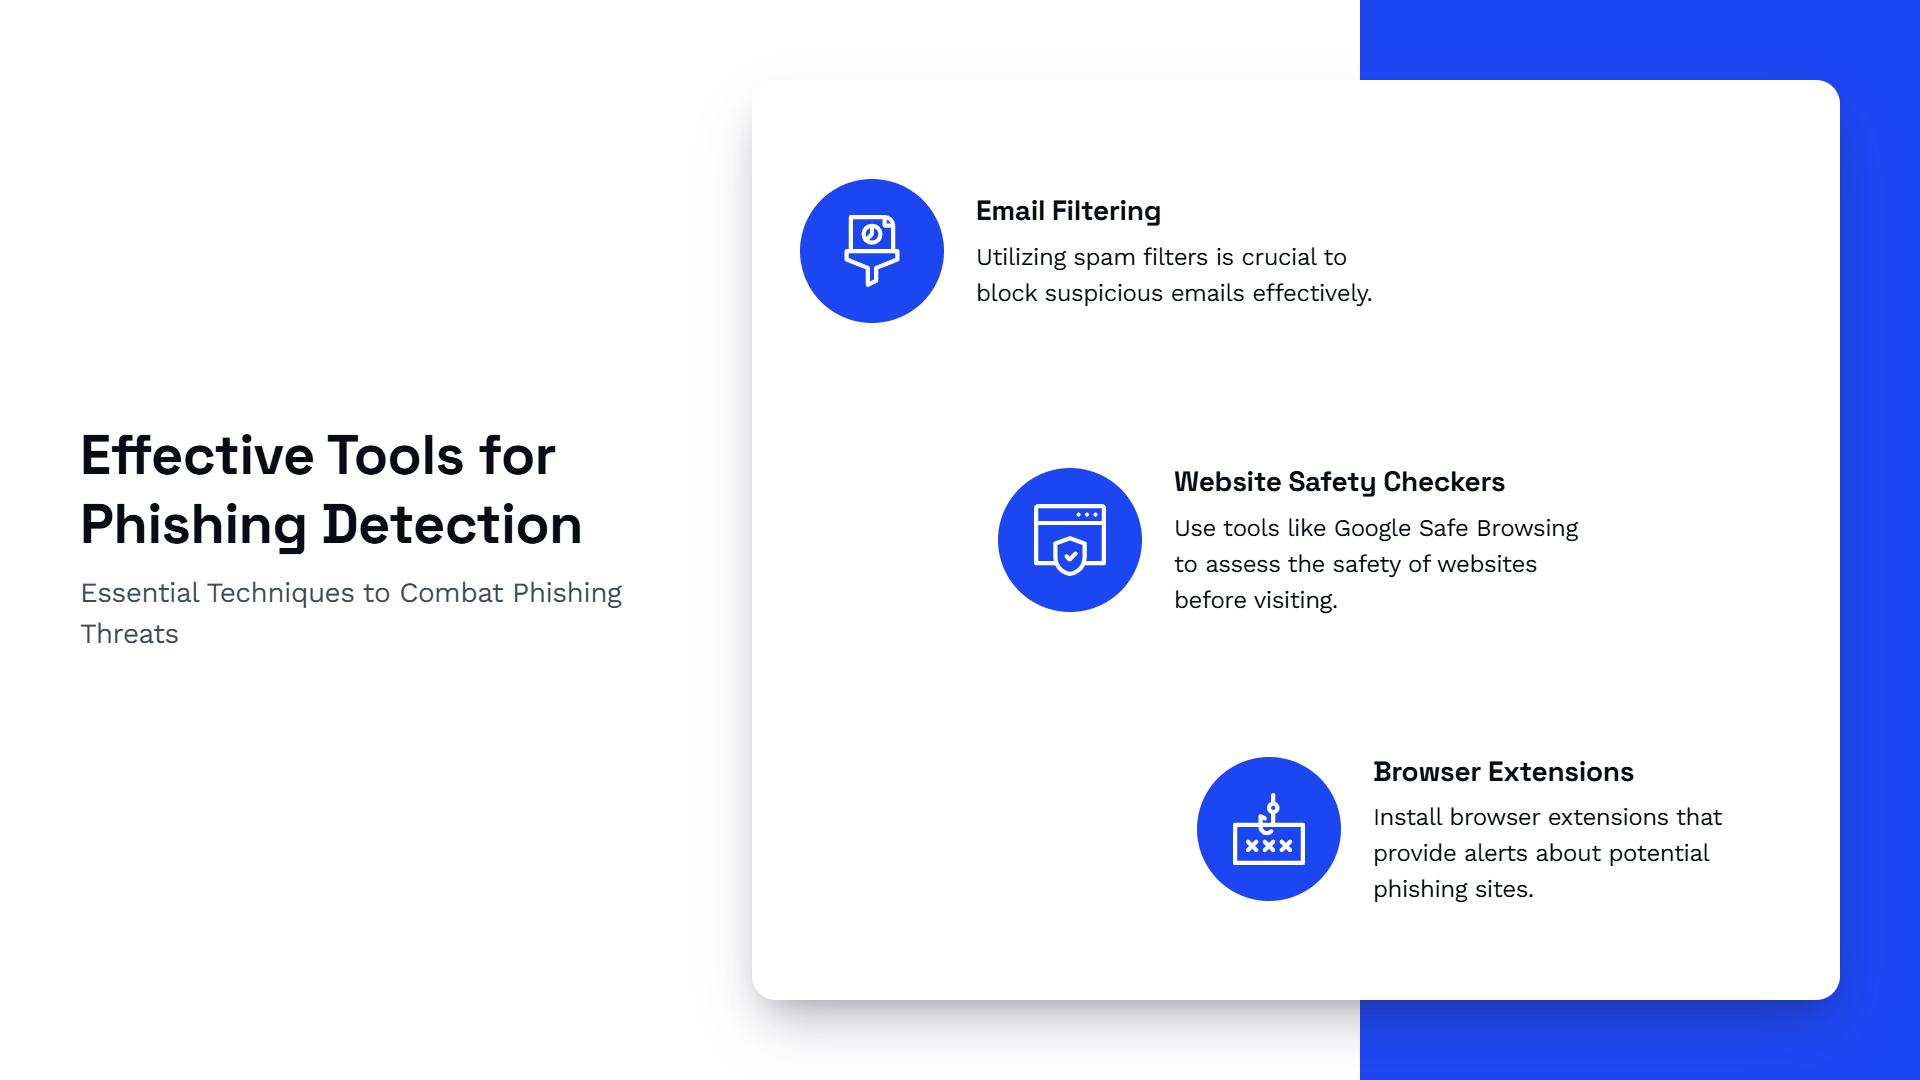 Effective Tools for
Phishing Detection
Essential Techniques to Combat Phishing
Threats
Email Filtering
Utilizing spam filters is crucial to
block suspicious emails effectively.
Website Safety Checkers
Use tools like Google Safe Browsing
to assess the safety of websites
before visiting.
Browser Extensions
Install browser extensions that
provide alerts about potential
phishing sites.